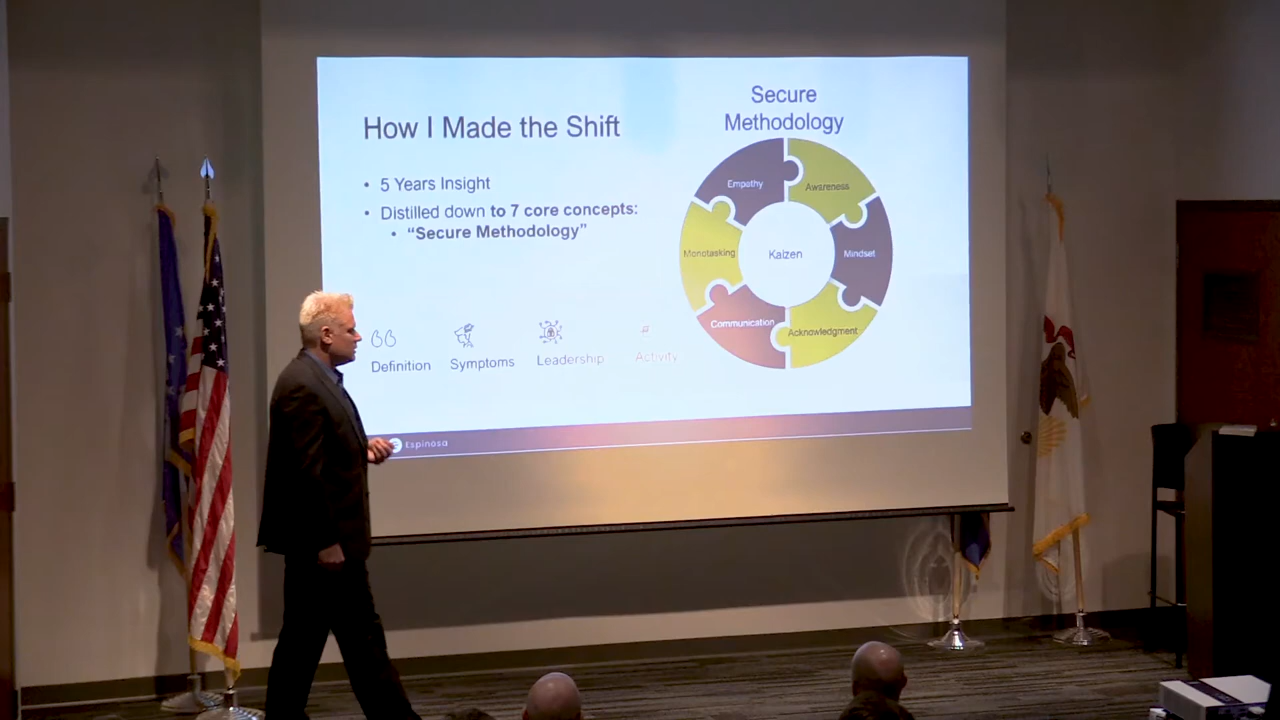 How I Made the Shift
• 5 Years Insight
• Distilled down to 7 core concepts:
• “Secure Methodology”
Definition
Symptoms
Leadership
Activity
Secure
Methodology
Empathy
Awareness
Monotasking
Kaizen
Mindset
Communication
Acknowledgment
Espinosa